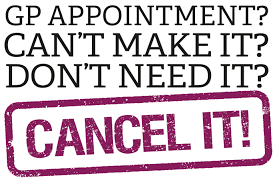 GP APPOINTMENT?
CAN'T MAKE IT?
DON'T NEED IT?
CANCEL IT!